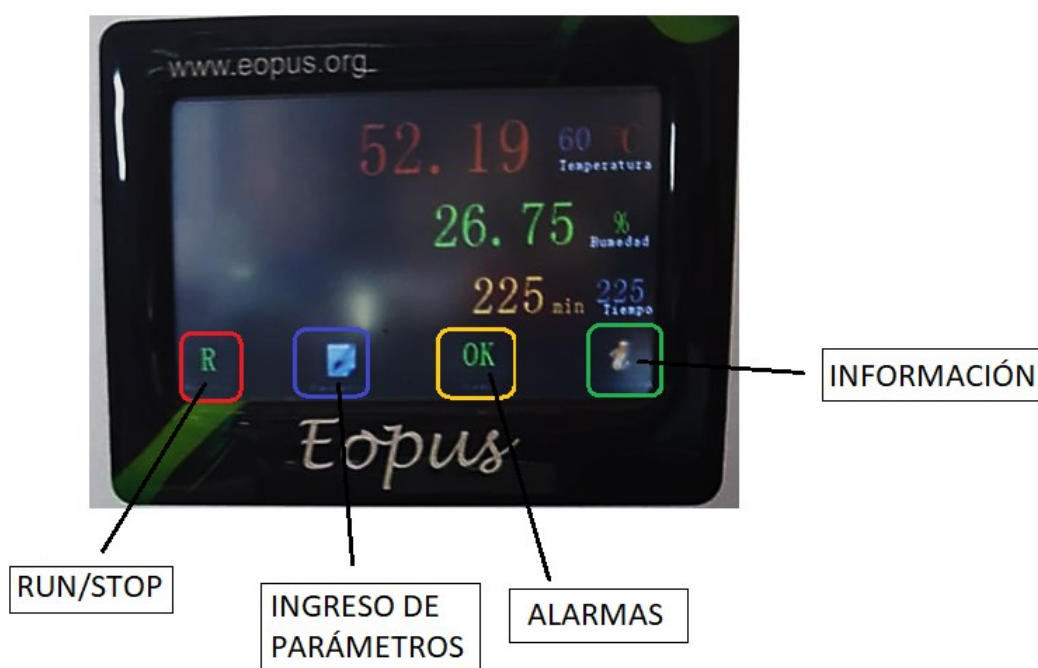 www.eopus.org
52.19 60 °C
Temperatura
26.75 %
Humedad
225 min 225
Tiempo
R OK i
Eopus
INFORMACIÓN
RUN/STOP
INGRESO DE
PARÁMETROS
ALARMAS